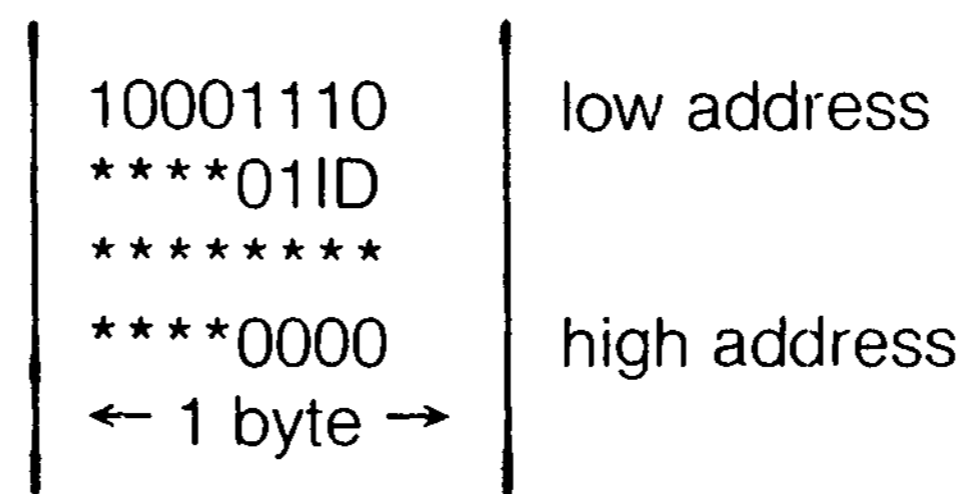 10001110 low address
****01ID
********
****0000 high address
← 1 byte →